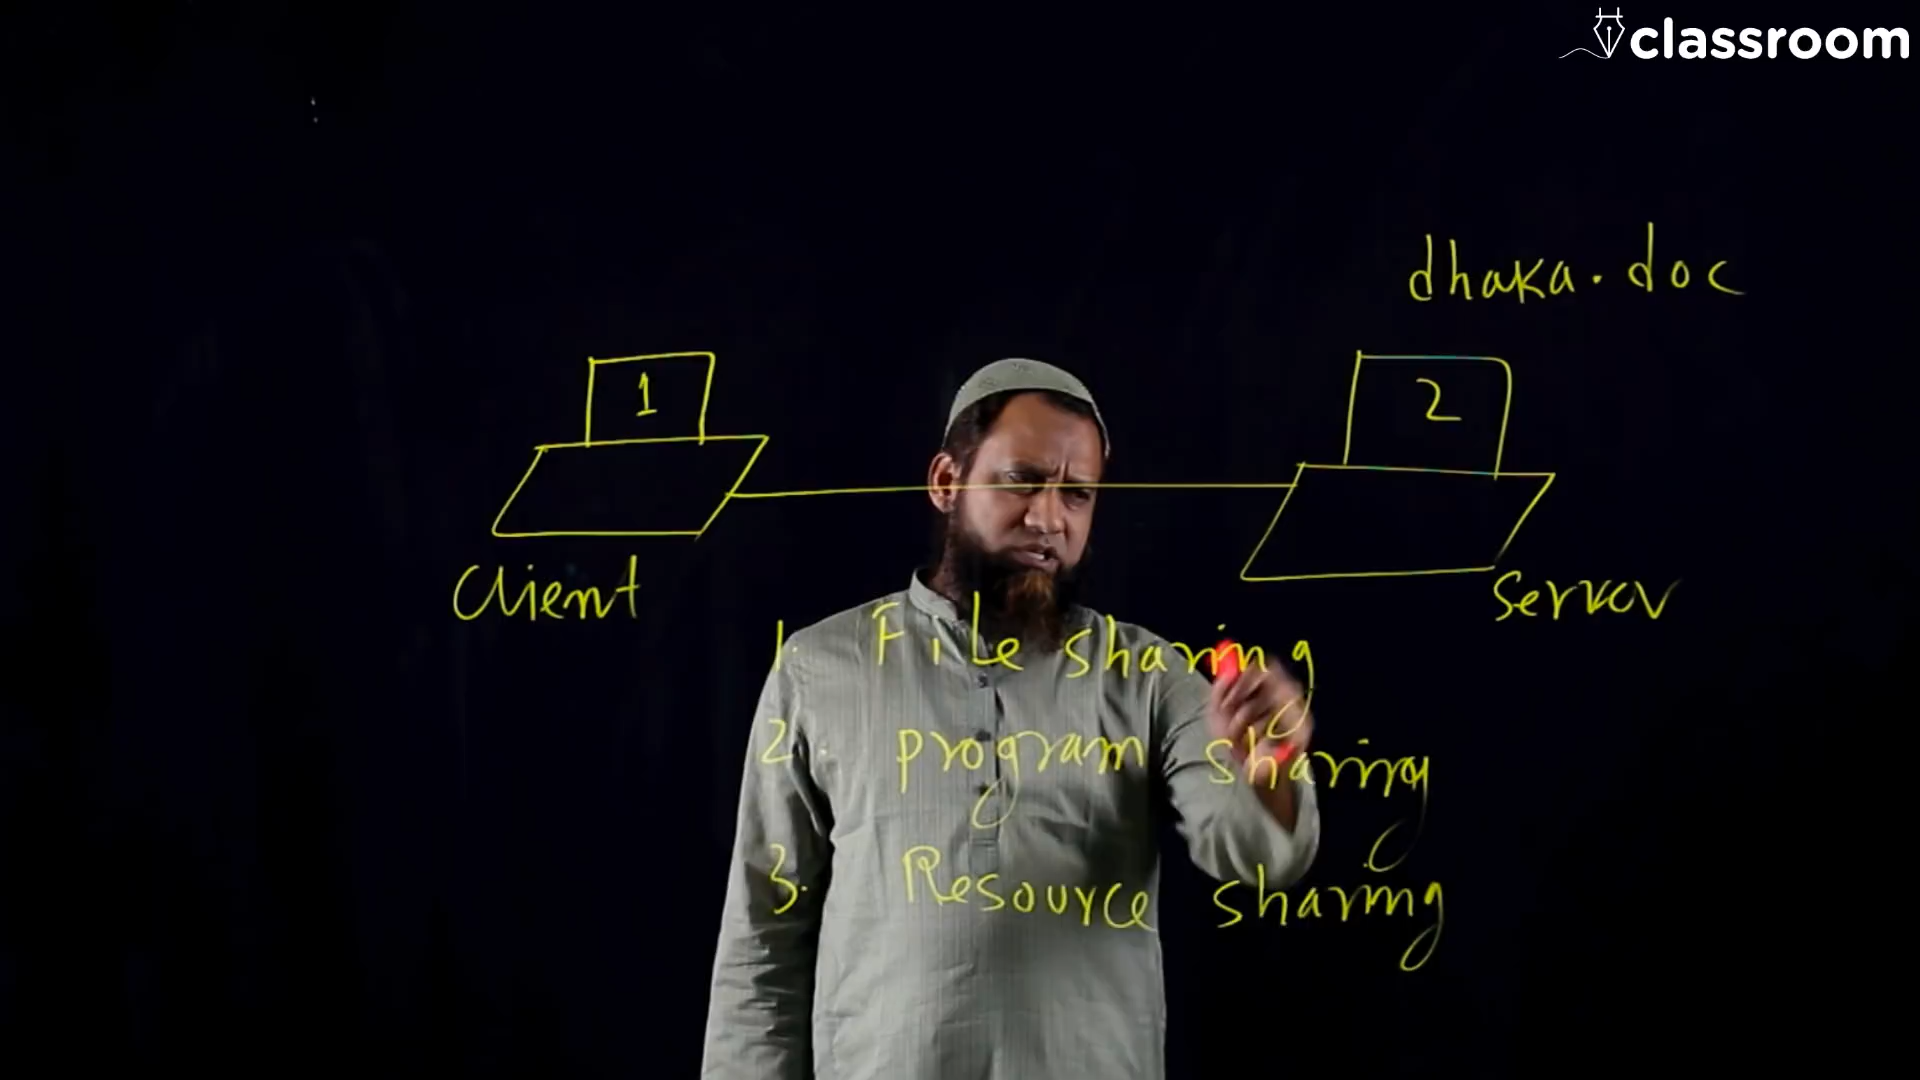 classroom
dhaka.doc
1
2
Client
Server
1. File sharing
2. program sharing
3. Resource sharing